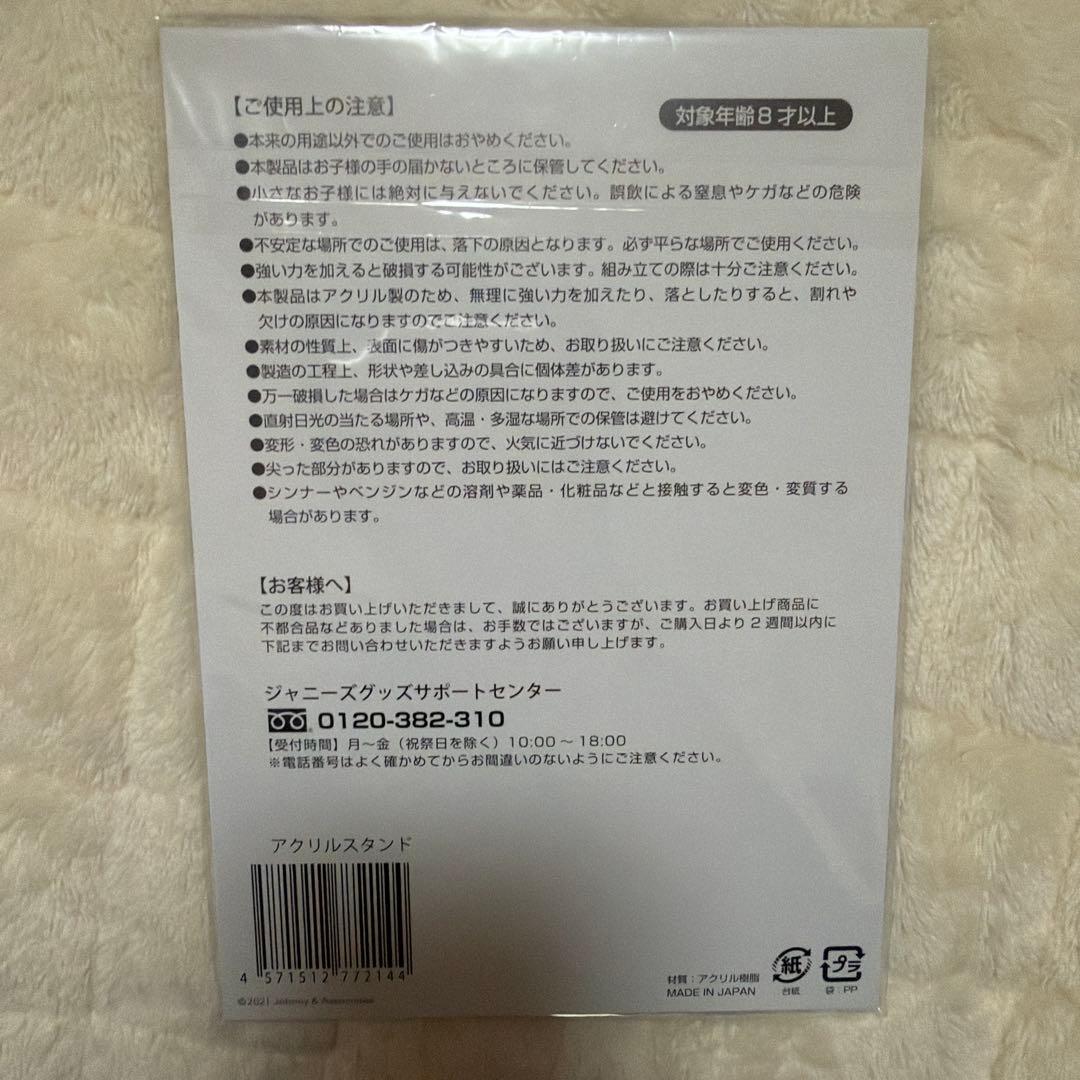 【ご使用上の注意】
対象年齢8才以上
●本来の用途以外でのご使用はおやめください。
●本製品はお子様の手の届かないところに保管してください。
●小さなお子様には絶対に与えないでください。誤飲による窒息やケガなどの危険
があります。
●不安定な場所でのご使用は、落下の原因となります。必ず平らな場所でご使用ください。
●強い力を加えると破損する可能性がございます。組み立ての際は十分ご注意ください。
●本製品はアクリル製のため、無理に強い力を加えたり、落としたりすると、割れや
欠けの原因になりますのでご注意ください。
●素材の性質上、表面に傷がつきやすいため、お取り扱いにご注意ください。
●製造の工程上、形状や差し込みの具合に個体差があります。
●万一破損した場合はケガなどの原因になりますので、ご使用をおやめください。
●直射日光の当たる場所や、高温・多湿な場所での保管は避けてください。
●変形・変色の恐れがありますので、火気に近づけないでください。
●尖った部分がありますので、お取り扱いにはご注意ください。
●シンナーやベンジンなどの溶剤や薬品・化粧品などと接触すると変色・変質する
場合があります。
【お客様へ】
この度はお買い上げいただきまして、誠にありがとうございます。お買い上げ商品に
不都合品などありました場合は、お手数ではございますが、ご購入日より2週間以内に
下記までお問い合わせいただきますようお願い申し上げます。
ジャニーズグッズサポートセンター
0120-382-310
【受付時間】月〜金（祝祭日を除く）10:00〜18:00
※電話番号はよく確かめてからお間違いのないようにご注意ください。
アクリルスタンド
4 571512 772144
©2021 Johnny & Associates
材質：アクリル樹脂
MADE IN JAPAN
紙
台紙
プラ
袋：PP